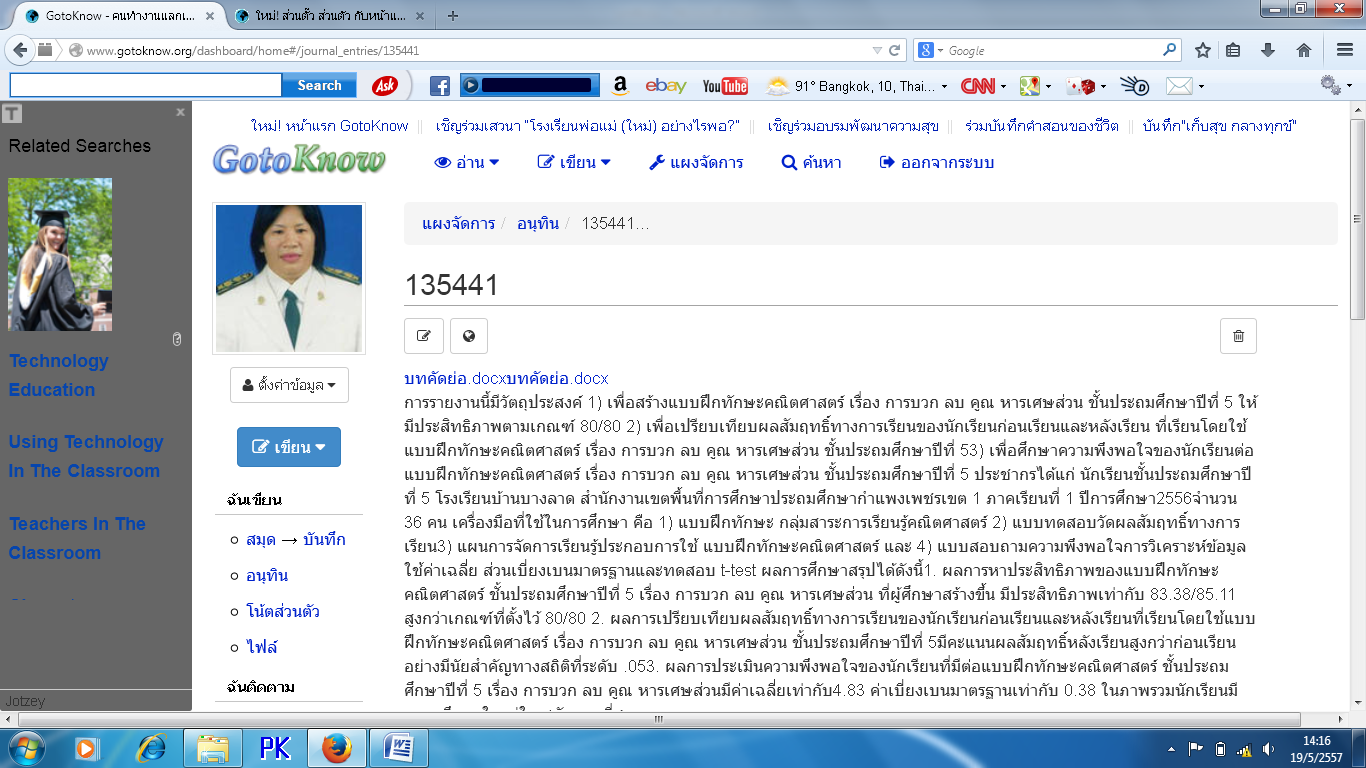 GotoKnow - คนทำงานแลกเ...
ใหม่! ส่วนตั๊ว ส่วนตัว กับหน้าแ...
www.gotoknow.org/dashboard/home#/journal_entries/135441
Google
Search
Ask
amazon
ebay
YouTube
91° Bangkok, 10, Thai...
CNN
Related Searches
Technology
Education
Using Technology
In The Classroom
Teachers In The
Classroom
Jotzey
ใหม่! หน้าแรก GotoKnow
เชิญร่วมเสวนา "โรงเรียนพ่อแม่ (ใหม่) อย่างไรพอ?"
เชิญร่วมอบรมพัฒนาความสุข
ร่วมบันทึกคำสอนของชีวิต
บันทึก"เก็บสุข กลางทุกข์"
GotoKnow
อ่าน
เขียน
แผงจัดการ
ค้นหา
ออกจากระบบ
ตั้งค่าข้อมูล
เขียน
ฉันเขียน
สมุด → บันทึก
อนุทิน
โน้ตส่วนตัว
ไฟล์
ฉันติดตาม
แผงจัดการ / อนุทิน / 135441...
135441
บทคัดย่อ.docxบทคัดย่อ.docx
การรายงานนี้มีวัตถุประสงค์ 1) เพื่อสร้างแบบฝึกทักษะคณิตศาสตร์ เรื่อง การบวก ลบ คูณ หารเศษส่วน ชั้นประถมศึกษาปีที่ 5 ให้
มีประสิทธิภาพตามเกณฑ์ 80/80 2) เพื่อเปรียบเทียบผลสัมฤทธิ์ทางการเรียนของนักเรียนก่อนเรียนและหลังเรียน ที่เรียนโดยใช้
แบบฝึกทักษะคณิตศาสตร์ เรื่อง การบวก ลบ คูณ หารเศษส่วน ชั้นประถมศึกษาปีที่ 53) เพื่อศึกษาความพึงพอใจของนักเรียนต่อ
แบบฝึกทักษะคณิตศาสตร์ เรื่อง การบวก ลบ คูณ หารเศษส่วน ชั้นประถมศึกษาปีที่ 5 ประชากรได้แก่ นักเรียนชั้นประถมศึกษาปี
ที่ 5 โรงเรียนบ้านบางลาด สำนักงานเขตพื้นที่การศึกษาประถมศึกษากำแพงเพชรเขต 1 ภาคเรียนที่ 1 ปีการศึกษา2556จำนวน
36 คน เครื่องมือที่ใช้ในการศึกษา คือ 1) แบบฝึกทักษะ กลุ่มสาระการเรียนรู้คณิตศาสตร์ 2) แบบทดสอบวัดผลสัมฤทธิ์ทางการ
เรียน3) แผนการจัดการเรียนรู้ประกอบการใช้ แบบฝึกทักษะคณิตศาสตร์ และ 4) แบบสอบถามความพึงพอใจการวิเคราะห์ข้อมูล
ใช้ค่าเฉลี่ย ส่วนเบี่ยงเบนมาตรฐานและทดสอบ t-test ผลการศึกษาสรุปได้ดังนี้1. ผลการหาประสิทธิภาพของแบบฝึกทักษะ
คณิตศาสตร์ ชั้นประถมศึกษาปีที่ 5 เรื่อง การบวก ลบ คูณ หารเศษส่วน ที่ผู้ศึกษาสร้างขึ้น มีประสิทธิภาพเท่ากับ 83.38/85.11
สูงกว่าเกณฑ์ที่ตั้งไว้ 80/80 2. ผลการเปรียบเทียบผลสัมฤทธิ์ทางการเรียนของนักเรียนก่อนเรียนและหลังเรียนที่เรียนโดยใช้แบบ
ฝึกทักษะคณิตศาสตร์ เรื่อง การบวก ลบ คูณ หารเศษส่วน ชั้นประถมศึกษาปีที่ 5มีคะแนนผลสัมฤทธิ์หลังเรียนสูงกว่าก่อนเรียน
อย่างมีนัยสำคัญทางสถิติที่ระดับ .053. ผลการประเมินความพึงพอใจของนักเรียนที่มีต่อแบบฝึกทักษะคณิตศาสตร์ ชั้นประถม
ศึกษาปีที่ 5 เรื่อง การบวก ลบ คูณ หารเศษส่วนมีค่าเฉลี่ยเท่ากับ4.83 ค่าเบี่ยงเบนมาตรฐานเท่ากับ 0.38 ในภาพรวมนักเรียนมี
PK
14:16
19/5/2557